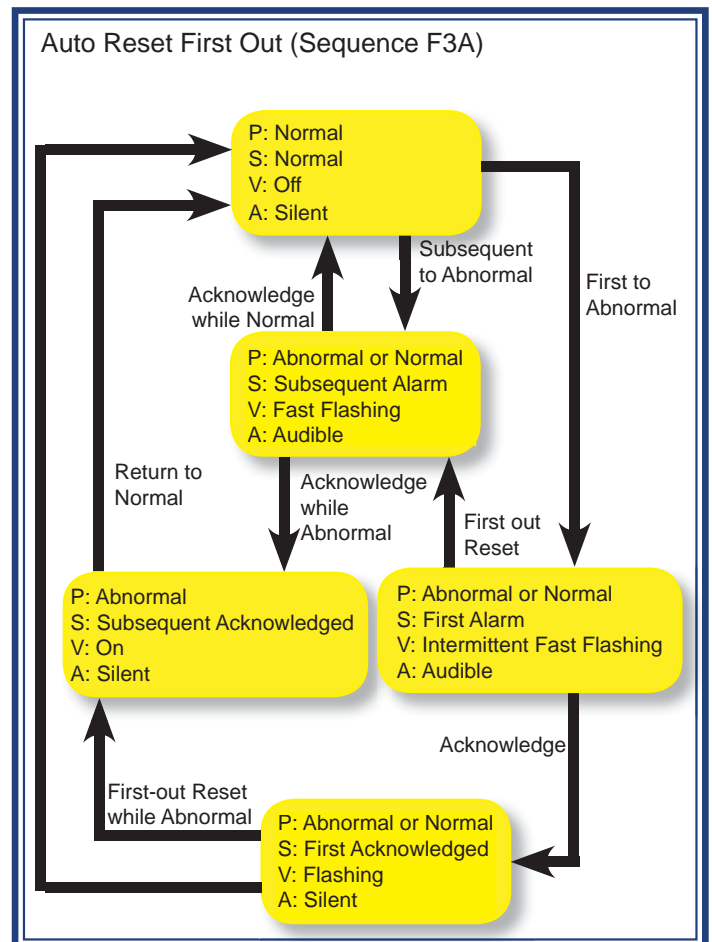 Auto Reset First Out (Sequence F3A)
P: Normal
S: Normal
V: Off
A: Silent
Subsequent
to Abnormal
First to
Abnormal
Acknowledge
while Normal
P: Abnormal or Normal
S: Subsequent Alarm
V: Fast Flashing
A: Audible
Return to
Normal
Acknowledge
while
Abnormal
First out
Reset
P: Abnormal
S: Subsequent Acknowledged
V: On
A: Silent
P: Abnormal or Normal
S: First Alarm
V: Intermittent Fast Flashing
A: Audible
Acknowledge
First-out Reset
while Abnormal
P: Abnormal or Normal
S: First Acknowledged
V: Flashing
A: Silent